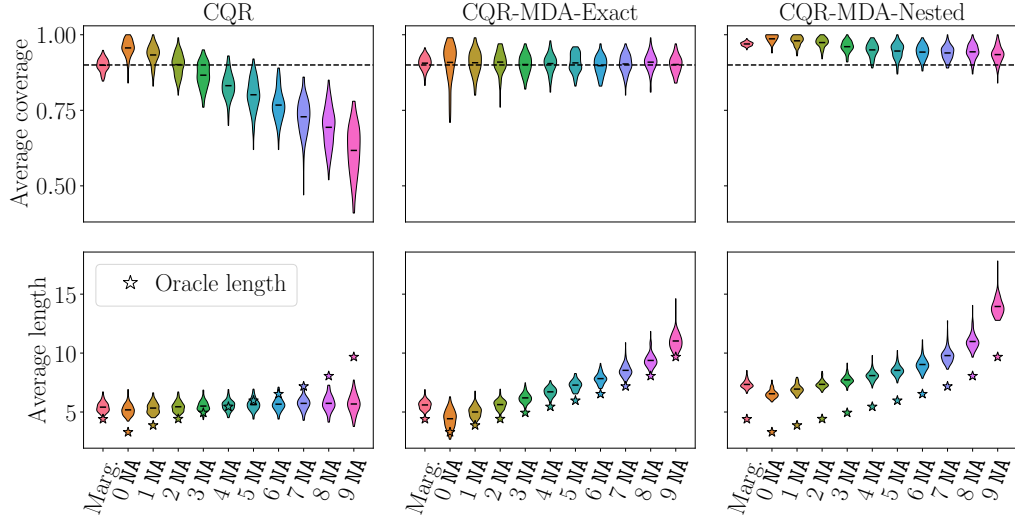 CQR
CQR-MDA-Exact
CQR-MDA-Nested
Average coverage
1.00
0.75
0.50
Average length
15
10
5
Oracle length
Marg.
0 NA
1 NA
2 NA
3 NA
4 NA
5 NA
6 NA
7 NA
8 NA
9 NA
Marg.
0 NA
1 NA
2 NA
3 NA
4 NA
5 NA
6 NA
7 NA
8 NA
9 NA
Marg.
0 NA
1 NA
2 NA
3 NA
4 NA
5 NA
6 NA
7 NA
8 NA
9 NA